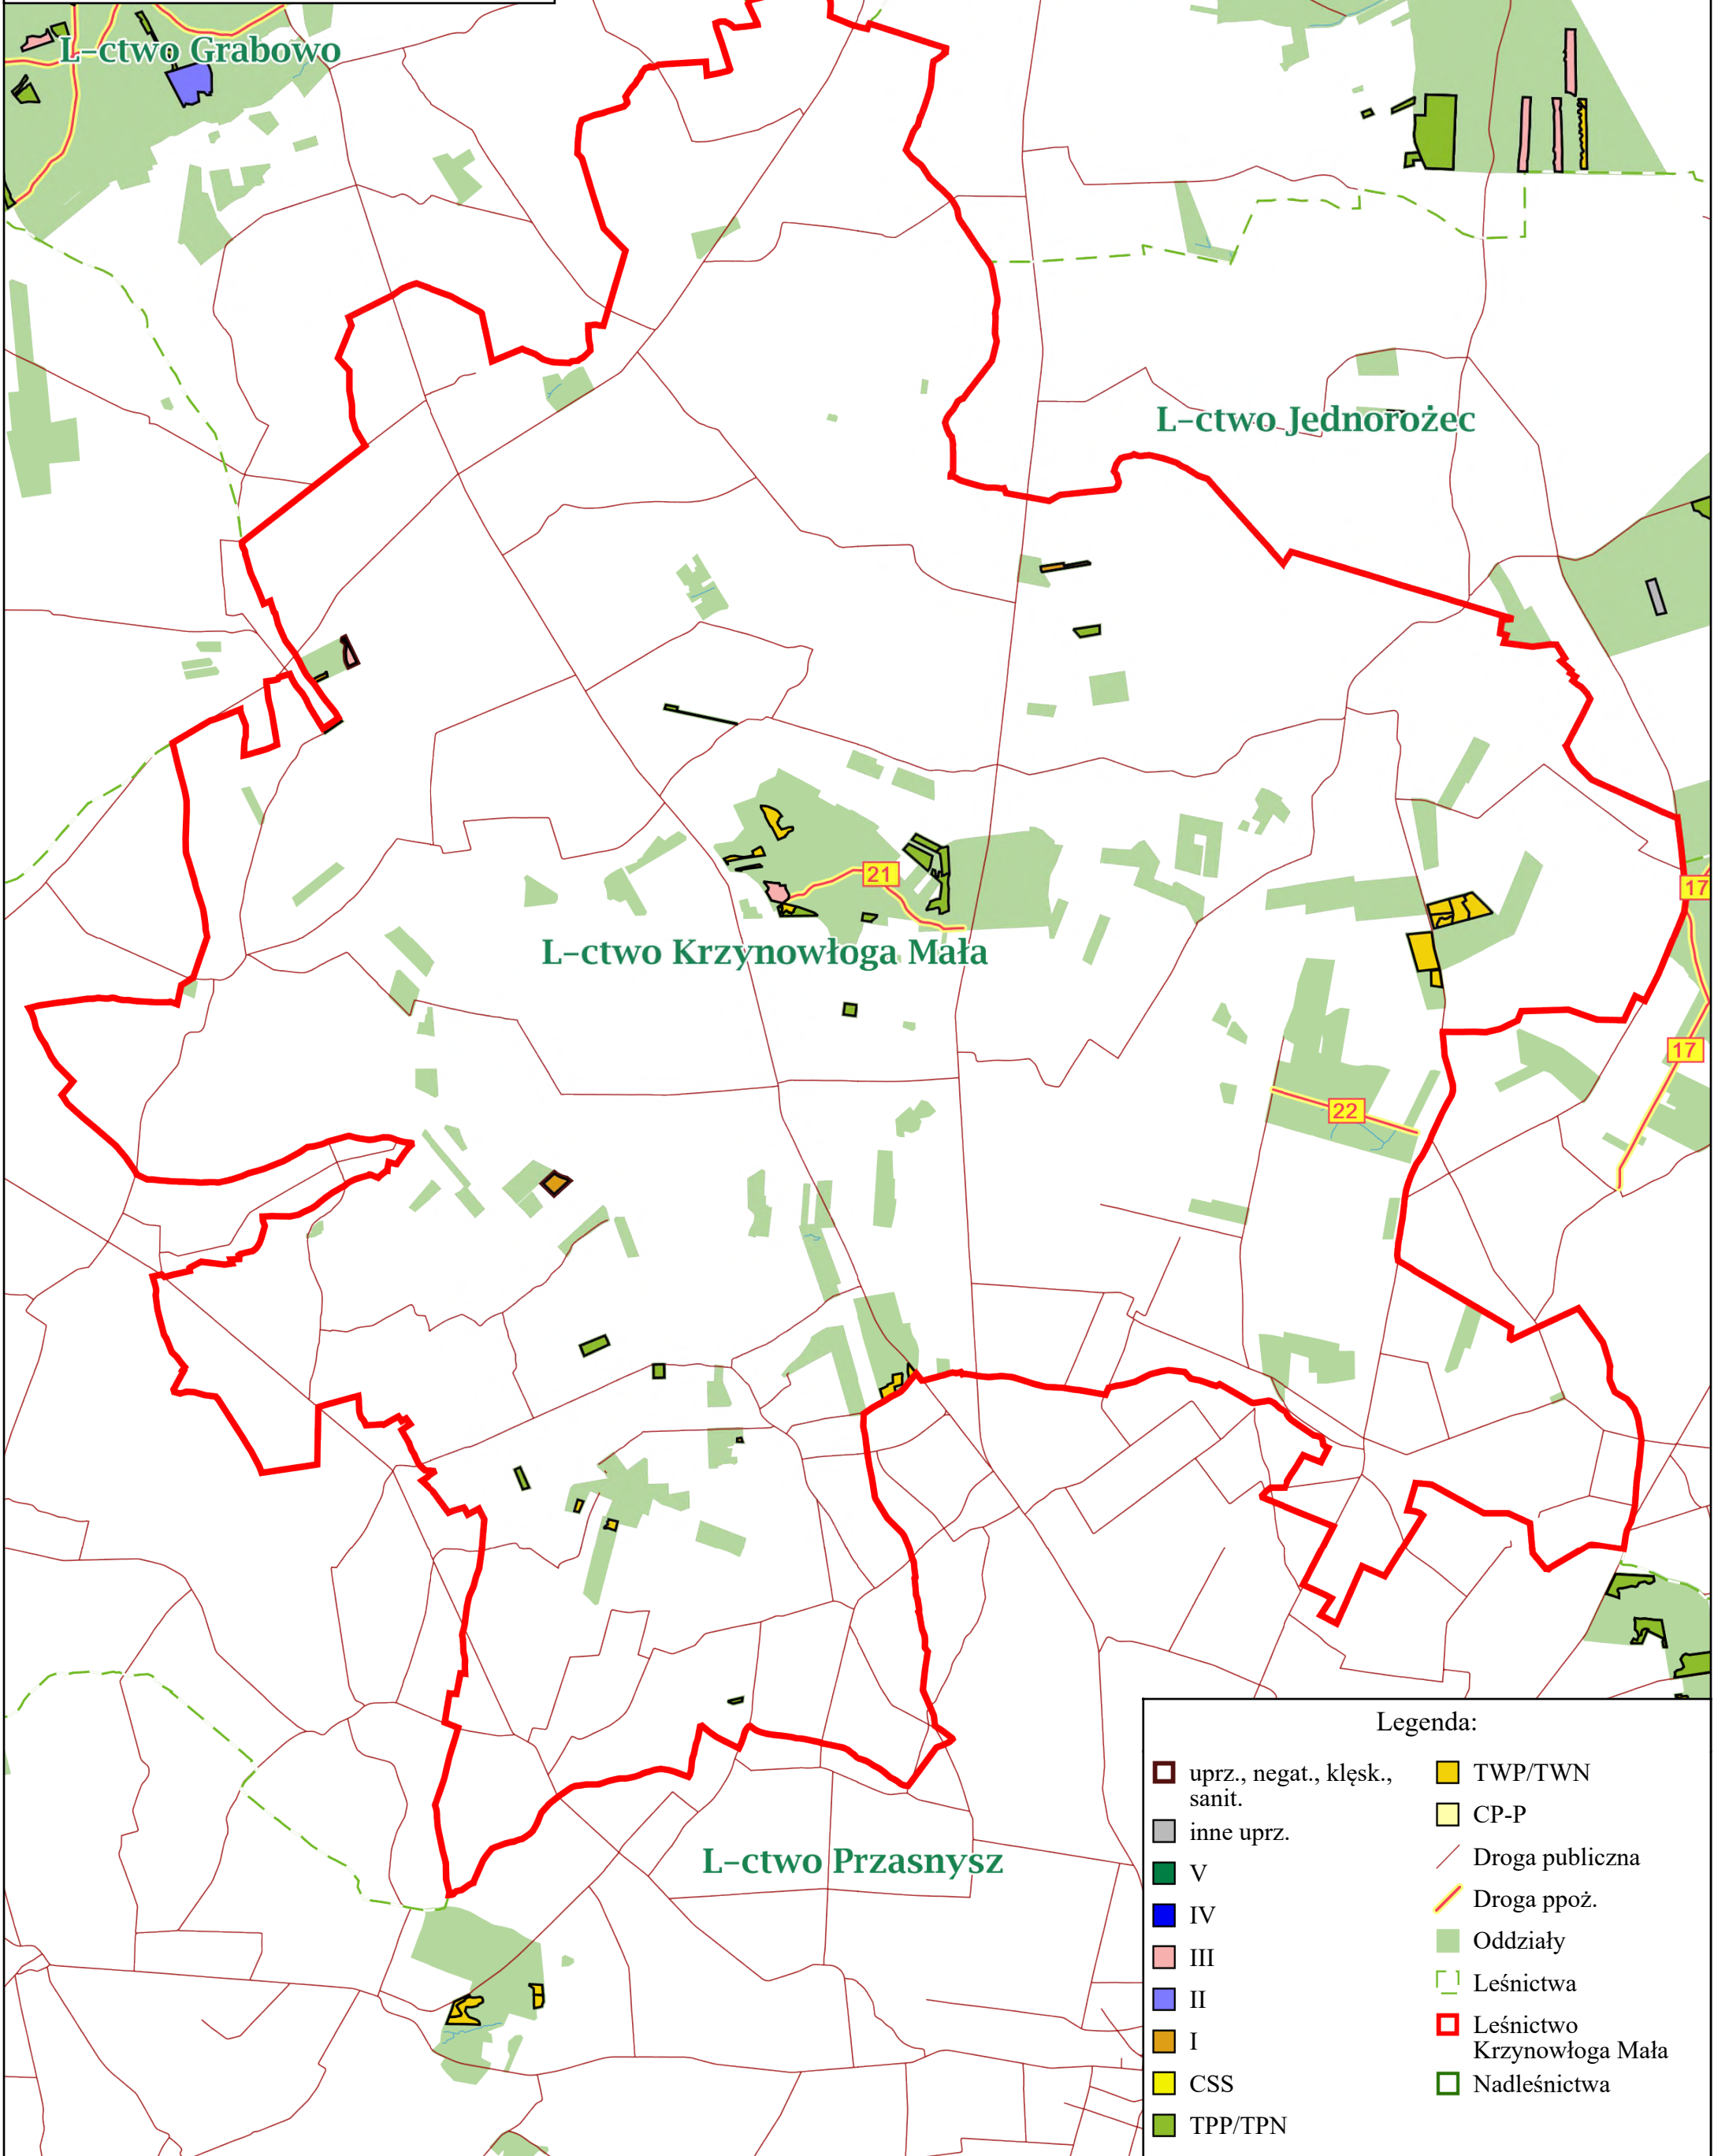 L-ctwo Grabowo
L-ctwo Jednorożec
21
17
L-ctwo Krzynowłoga Mała
17
22
L-ctwo Przasnysz
Legenda:
uprz., negat., klęsk.,
sanit.
inne uprz.
V
IV
III
II
I
CSS
TPP/TPN
TWP/TWN
CP-P
Droga publiczna
Droga ppoż.
Oddziały
Leśnictwa
Leśnictwo
Krzynowłoga Mała
Nadleśnictwa